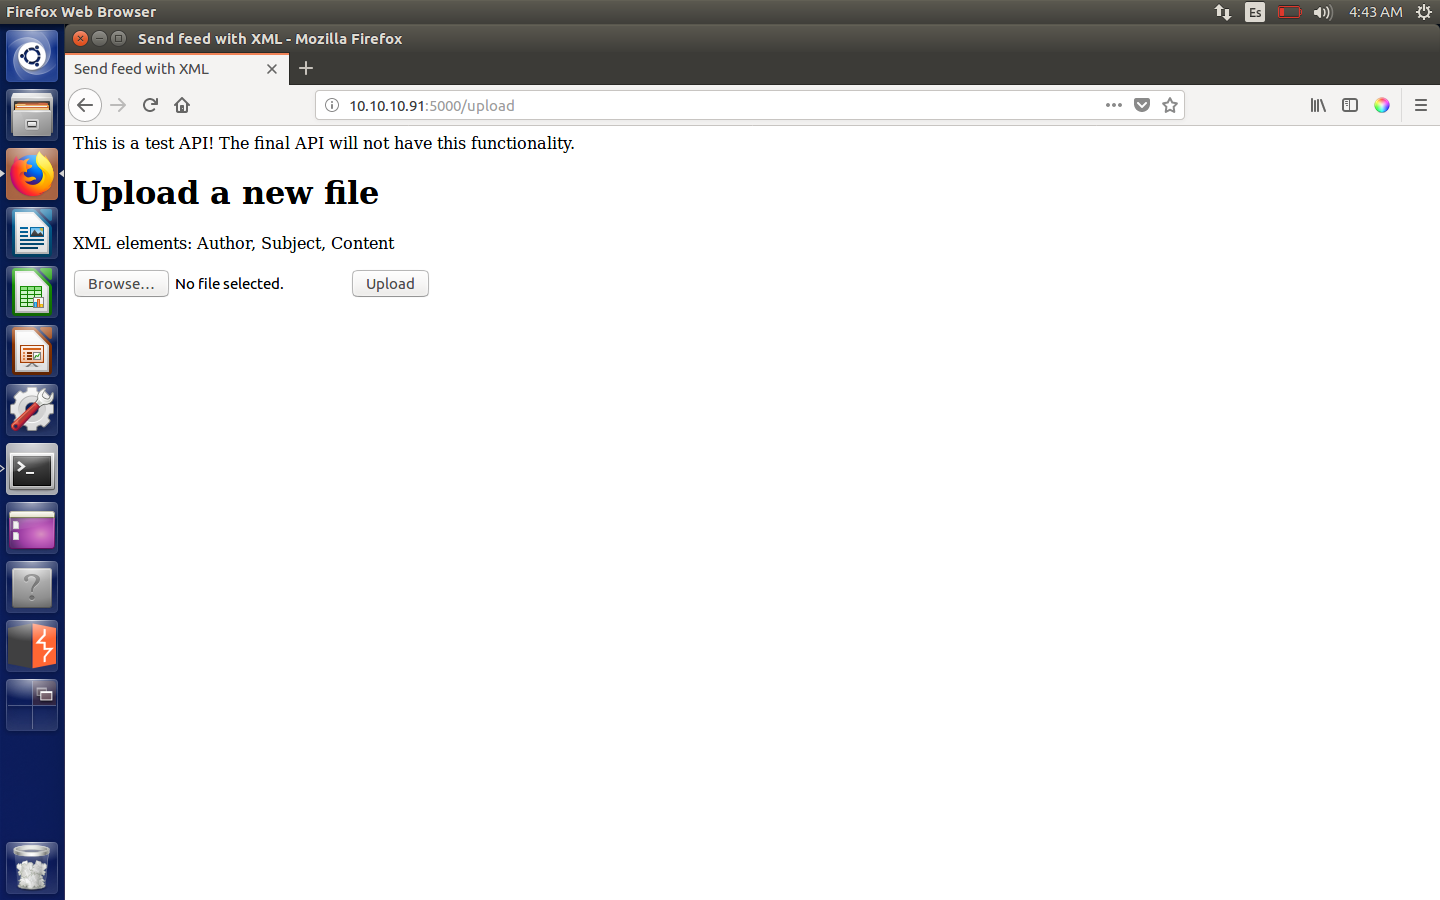 Firefox Web Browser
Es
4:43 AM
Send feed with XML - Mozilla Firefox
Send feed with XML
10.10.10.91:5000/upload
This is a test API! The final API will not have this functionality.
Upload a new file
XML elements: Author, Subject, Content
Browse… No file selected. Upload